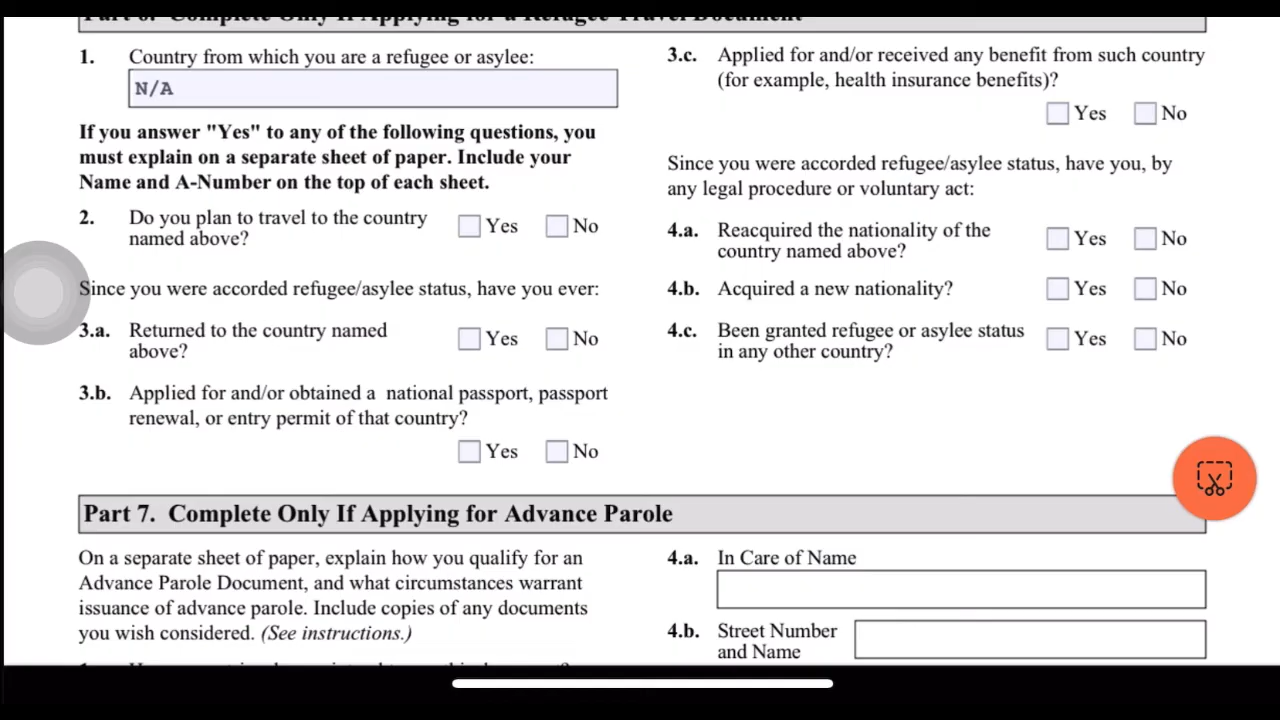 Part 6. Complete Only If Applying for a Refugee Travel Document
1. Country from which you are a refugee or asylee:
N/A
If you answer "Yes" to any of the following questions, you
must explain on a separate sheet of paper. Include your
Name and A-Number on the top of each sheet.
2. Do you plan to travel to the country
named above?
Yes No
Since you were accorded refugee/asylee status, have you ever:
3.a. Returned to the country named
above?
Yes No
3.b. Applied for and/or obtained a national passport, passport
renewal, or entry permit of that country?
Yes No
3.c. Applied for and/or received any benefit from such country
(for example, health insurance benefits)?
Yes No
Since you were accorded refugee/asylee status, have you, by
any legal procedure or voluntary act:
4.a. Reacquired the nationality of the
country named above?
Yes No
4.b. Acquired a new nationality? Yes No
4.c. Been granted refugee or asylee status
in any other country?
Yes No
Part 7. Complete Only If Applying for Advance Parole
On a separate sheet of paper, explain how you qualify for an
Advance Parole Document, and what circumstances warrant
issuance of advance parole. Include copies of any documents
you wish considered. (See instructions.)
4.a. In Care of Name
4.b. Street Number
and Name